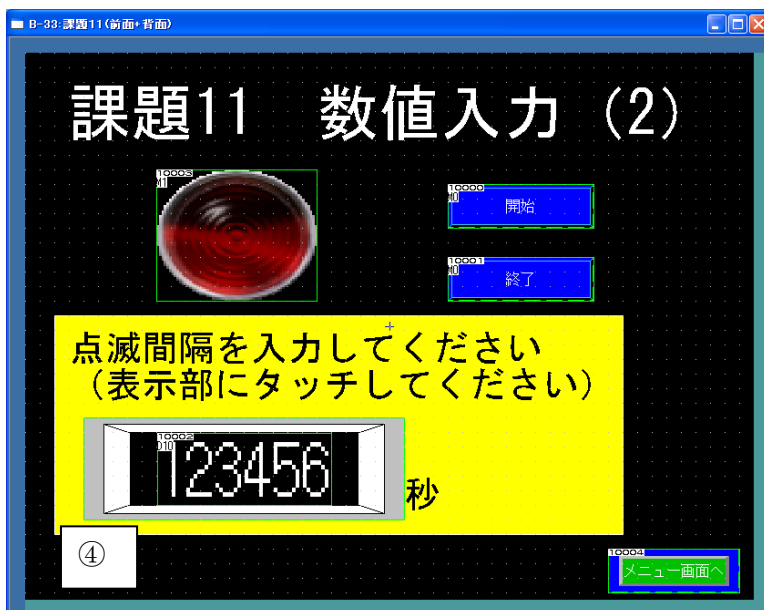 B-33:課題11(前面+背面)
課題11 数値入力 (2)
10003
M1
10000
M0
開始
10001
M0
終了
点滅間隔を入力してください
（表示部にタッチしてください）
10002
D10
123456
秒
④
10004
メニュー画面へ